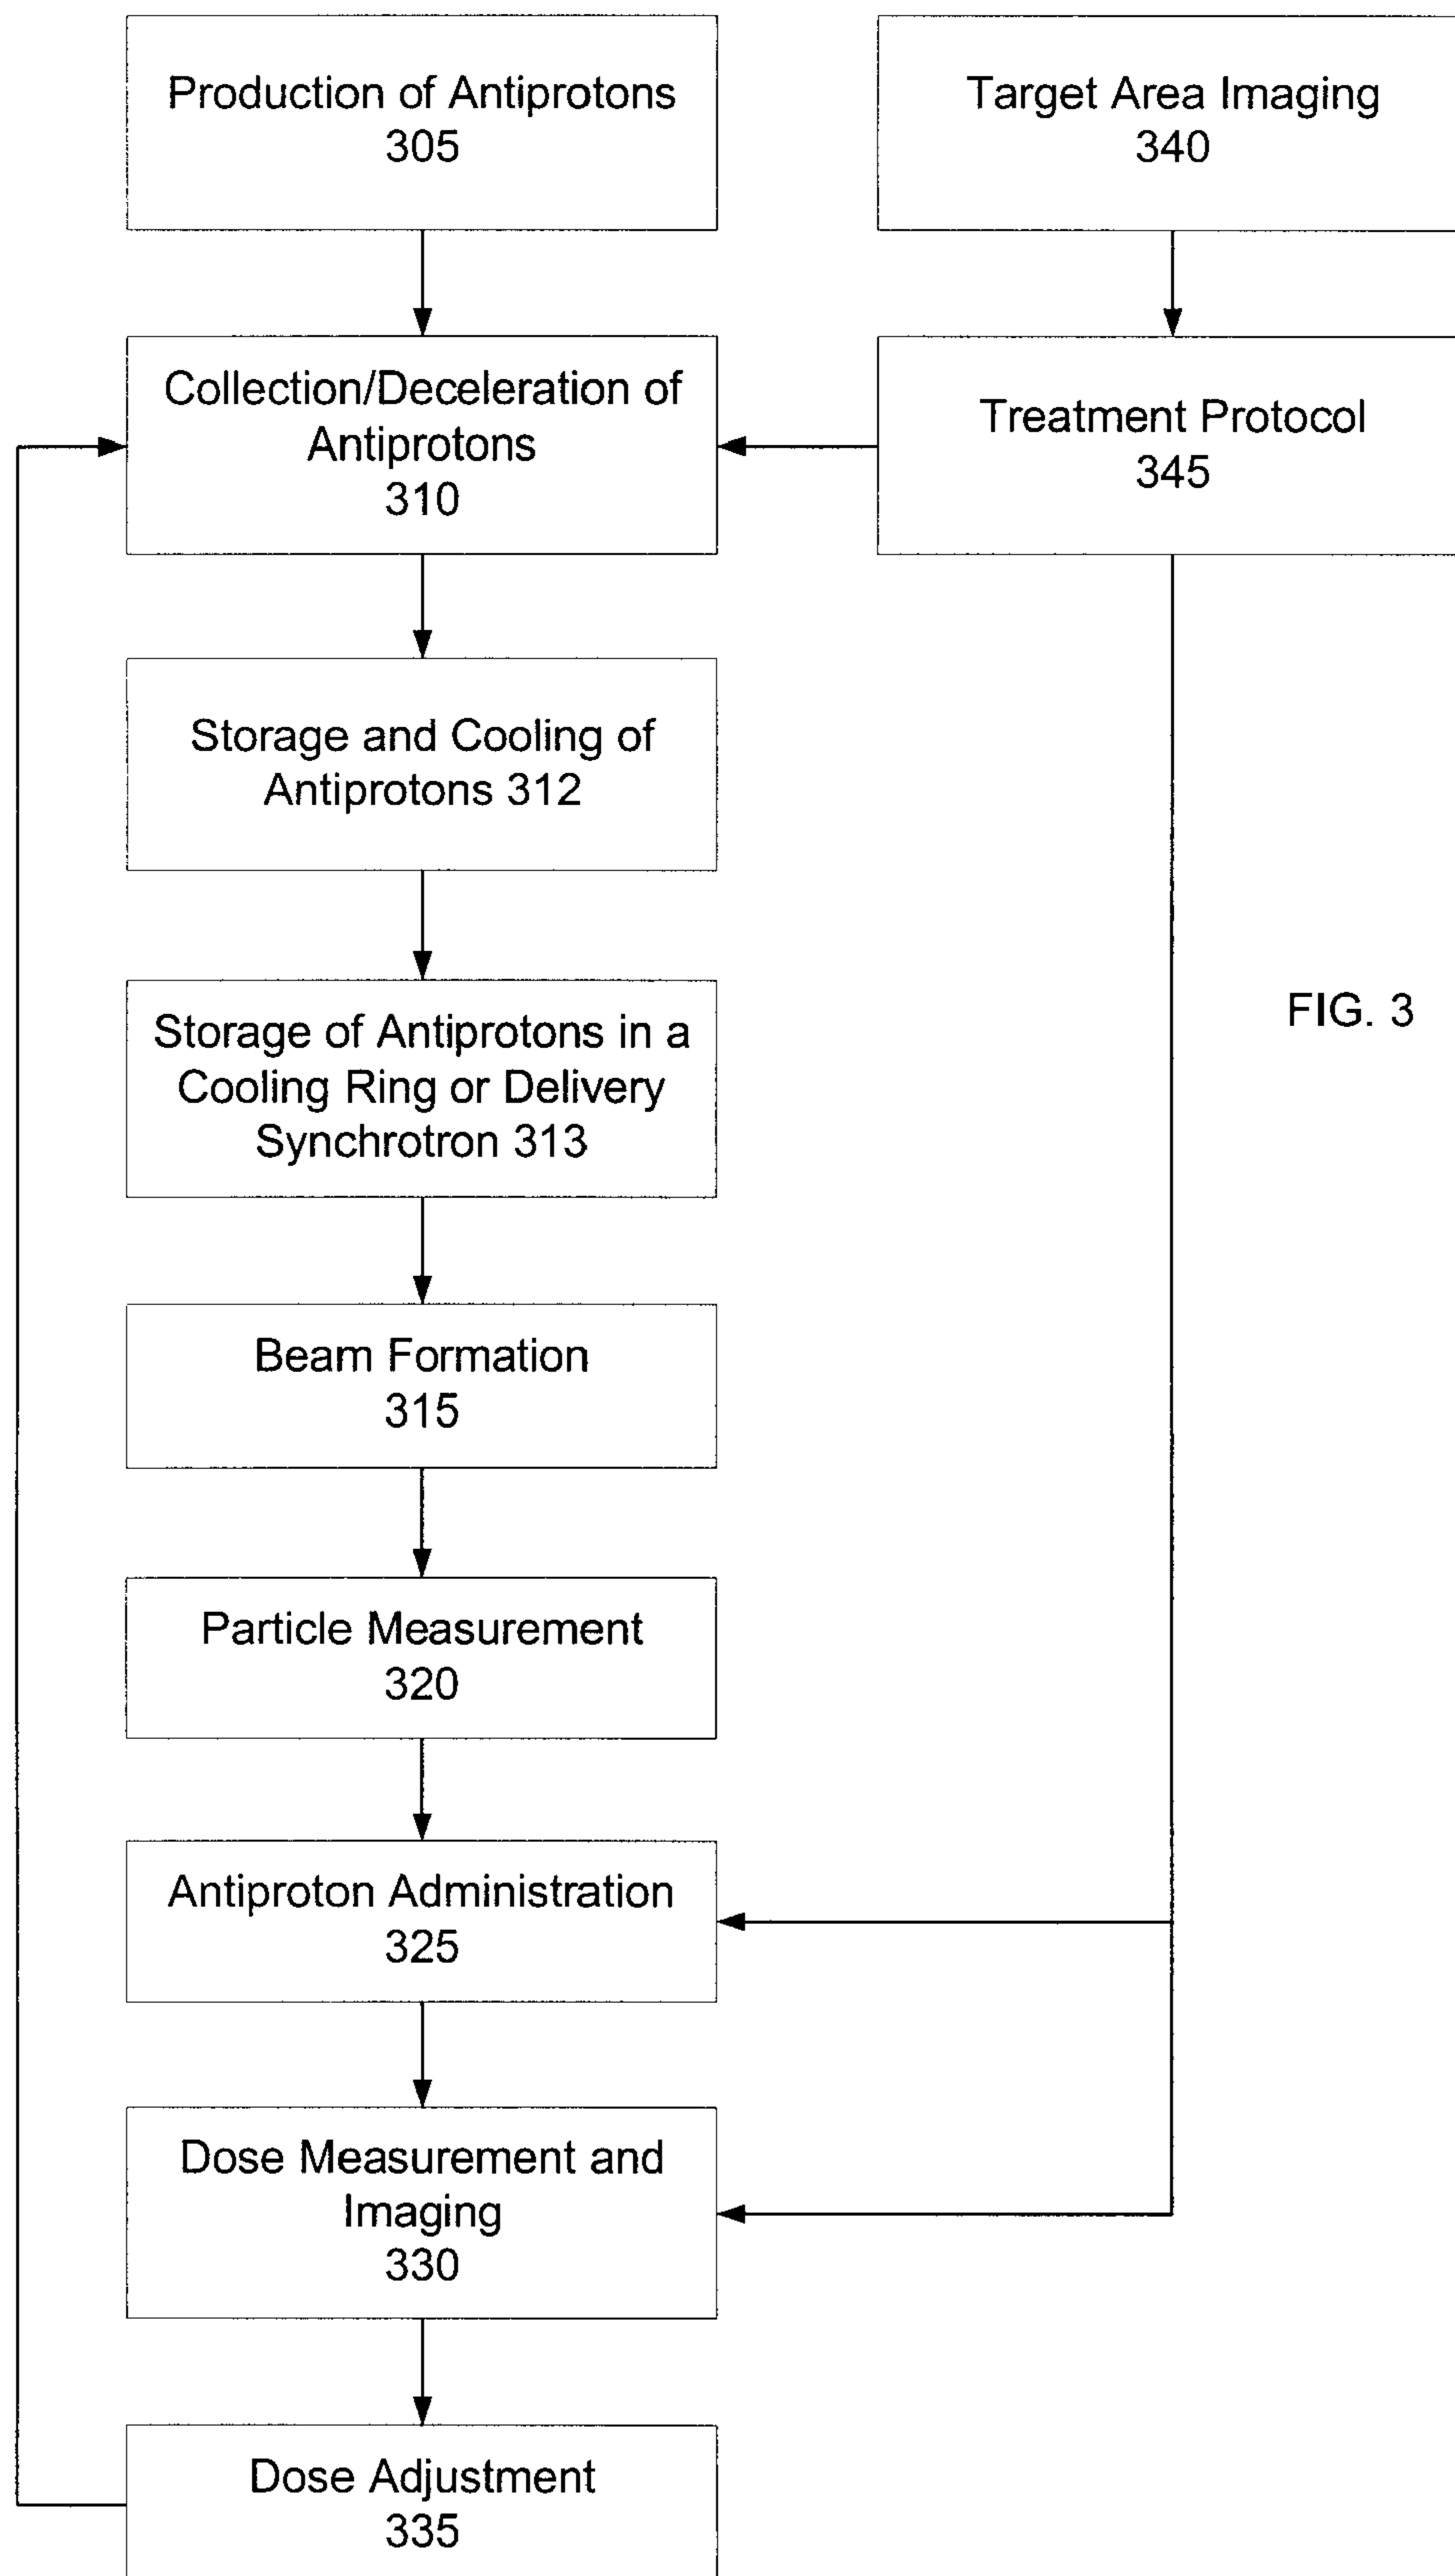 Production of Antiprotons
305
Target Area Imaging
340
Collection/Deceleration of
Antiprotons
310
Treatment Protocol
345
Storage and Cooling of
Antiprotons 312
Storage of Antiprotons in a
Cooling Ring or Delivery
Synchrotron 313
FIG. 3
Beam Formation
315
Particle Measurement
320
Antiproton Administration
325
Dose Measurement and
Imaging
330
Dose Adjustment
335